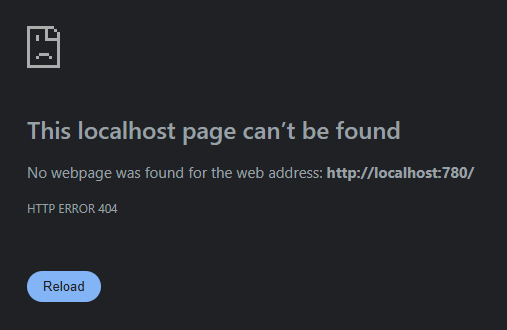 This localhost page can’t be found
No webpage was found for the web address: http://localhost:780/
HTTP ERROR 404
Reload